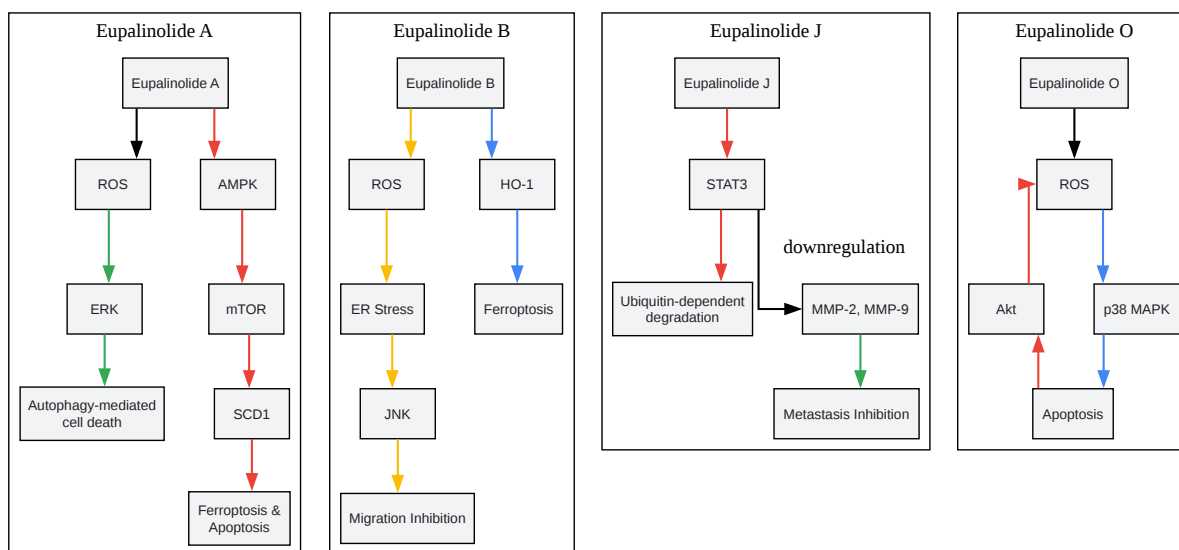 Eupalinolide A
Eupalinolide A
ROS
AMPK
ERK
mTOR
Autophagy-mediated
cell death
SCD1
Ferroptosis &
Apoptosis
Eupalinolide B
Eupalinolide B
ROS
HO-1
ER Stress
Ferroptosis
JNK
Migration Inhibition
Eupalinolide J
Eupalinolide J
STAT3
downregulation
Ubiquitin-dependent
degradation
MMP-2, MMP-9
Metastasis Inhibition
Eupalinolide O
Eupalinolide O
ROS
Akt
p38 MAPK
Apoptosis